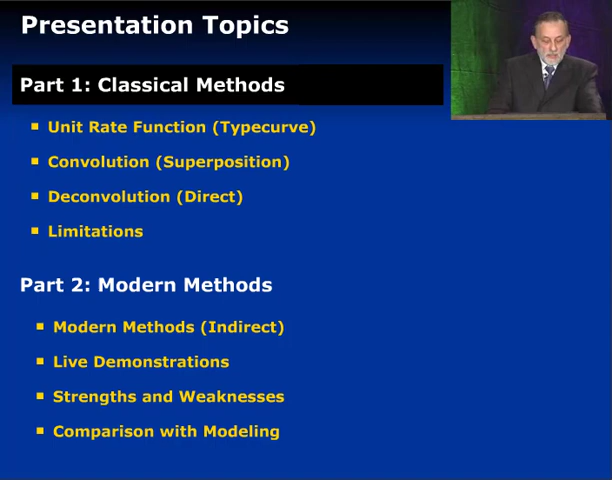 Presentation Topics
Part 1: Classical Methods
Unit Rate Function (Typecurve)
Convolution (Superposition)
Deconvolution (Direct)
Limitations
Part 2: Modern Methods
Modern Methods (Indirect)
Live Demonstrations
Strengths and Weaknesses
Comparison with Modeling